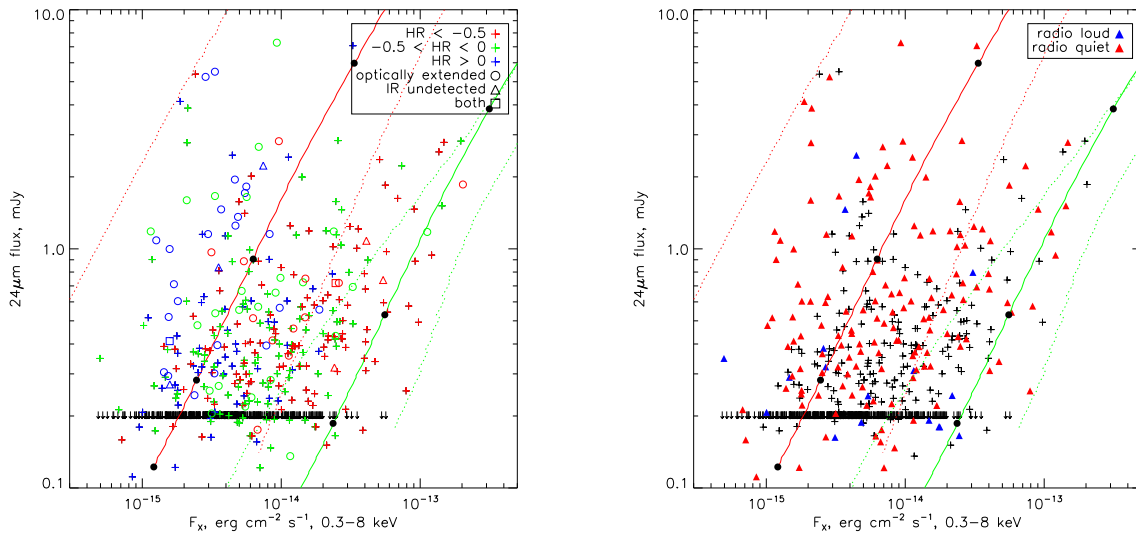 10.0
1.0
0.1
24μm flux, mJy
HR < −0.5
−0.5 < HR < 0
HR > 0
optically extended
IR undetected
both
10⁻¹⁵
10⁻¹⁴
10⁻¹³
Fₓ, erg cm⁻² s⁻¹, 0.3−8 keV
10.0
1.0
0.1
24μm flux, mJy
radio loud
radio quiet
10⁻¹⁵
10⁻¹⁴
10⁻¹³
Fₓ, erg cm⁻² s⁻¹, 0.3−8 keV